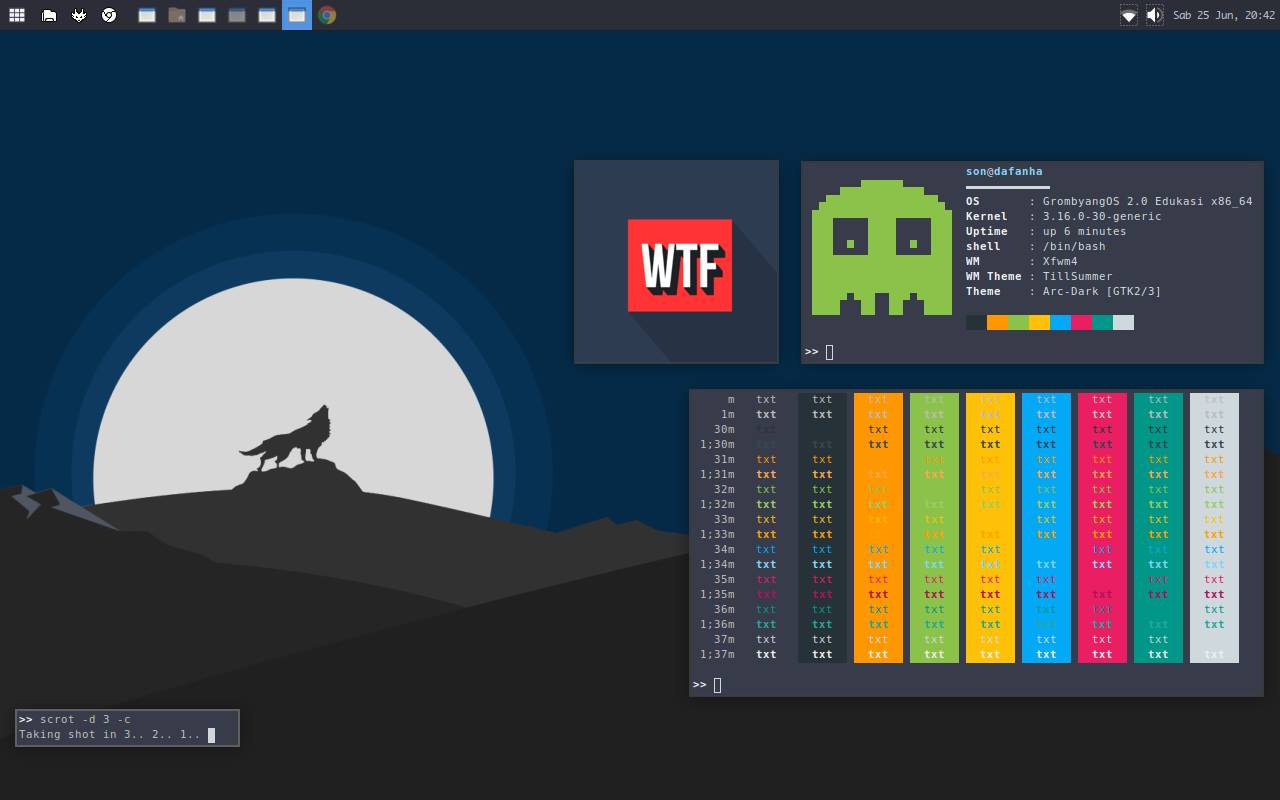 Sab 25 Jun, 20:42
WTF
son@dafanha
OS : GrombyangOS 2.0 Edukasi x86_64
Kernel : 3.16.0-30-generic
Uptime : up 6 minutes
shell : /bin/bash
WM : Xfwm4
WM Theme : TillSummer
Theme : Arc-Dark [GTK2/3]
>>
m txt txt txt txt txt txt txt txt txt
1m txt txt txt txt txt txt txt txt txt
30m txt txt txt txt txt txt txt txt
1;30m txt txt txt txt txt txt txt txt txt
31m txt txt txt txt txt txt txt txt
1;31m txt txt txt txt txt txt txt txt txt
32m txt txt txt txt txt txt txt txt
1;32m txt txt txt txt txt txt txt txt txt
33m txt txt txt txt txt txt txt txt
1;33m txt txt txt txt txt txt txt txt txt
34m txt txt txt txt txt txt txt txt
1;34m txt txt txt txt txt txt txt txt txt
35m txt txt txt txt txt txt txt txt
1;35m txt txt txt txt txt txt txt txt txt
36m txt txt txt txt txt txt txt txt
1;36m txt txt txt txt txt txt txt txt txt
37m txt txt txt txt txt txt txt txt
1;37m txt txt txt txt txt txt txt txt txt
>>
>> scrot -d 3 -c
Taking shot in 3.. 2.. 1..